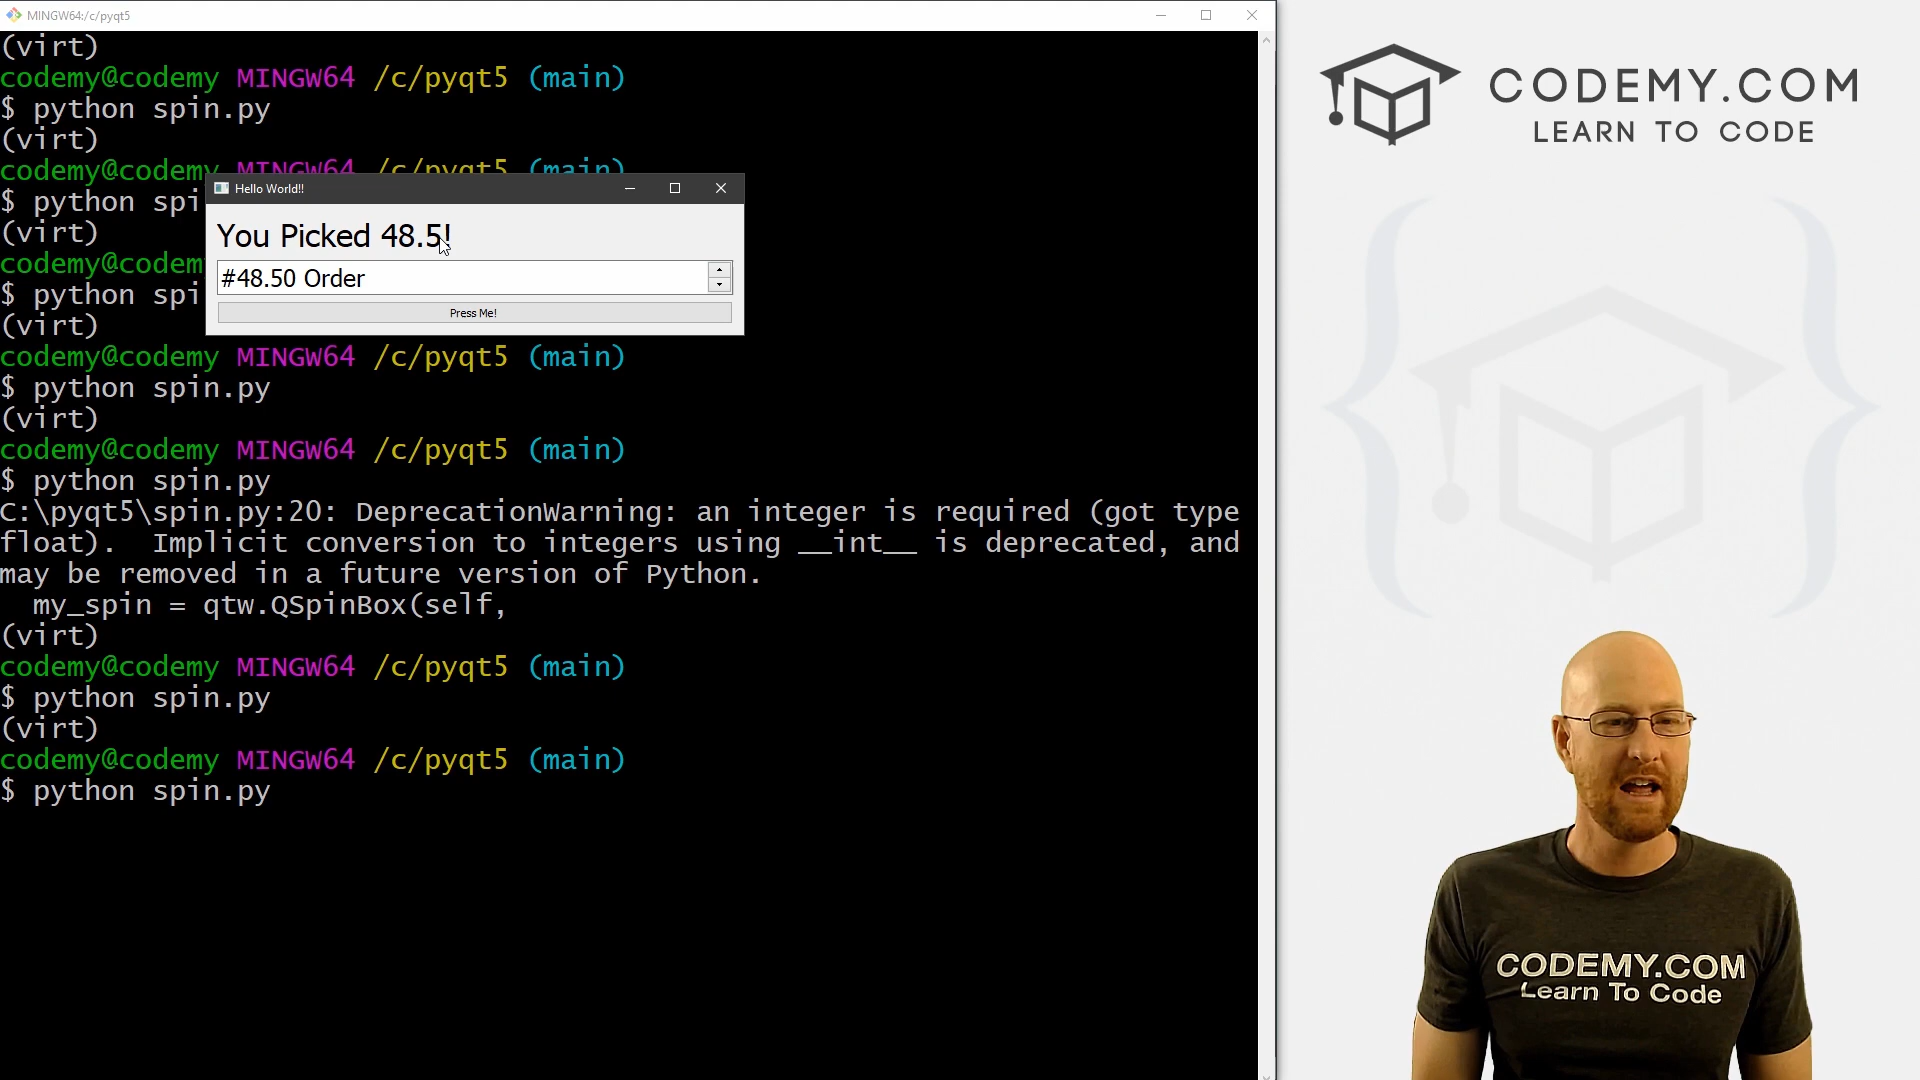 MINGW64:/c/pyqt5
(virt)
codemy@codemy MINGW64 /c/pyqt5 (main)
$ python spin.py
(virt)
codemy@codemy MINGW64 /c/pyqt5 (main)
$ python spi
(virt)
codem
$ python spi
(virt)
codemy@codemy MINGW64 /c/pyqt5 (main)
$ python spin.py
(virt)
codemy@codemy MINGW64 /c/pyqt5 (main)
$ python spin.py
C:\pyqt5\spin.py:20: DeprecationWarning: an integer is required (got type
float).  Implicit conversion to integers using __int__ is deprecated, and
may be removed in a future version of Python.
  my_spin = qtw.QSpinBox(self,
(virt)
codemy@codemy MINGW64 /c/pyqt5 (main)
$ python spin.py
(virt)
codemy@codemy MINGW64 /c/pyqt5 (main)
$ python spin.py
Hello World!!
You Picked 48.5!
#48.50 Order
Press Me!
CODEMY.COM
LEARN TO CODE
CODEMY.COM
Learn To Code